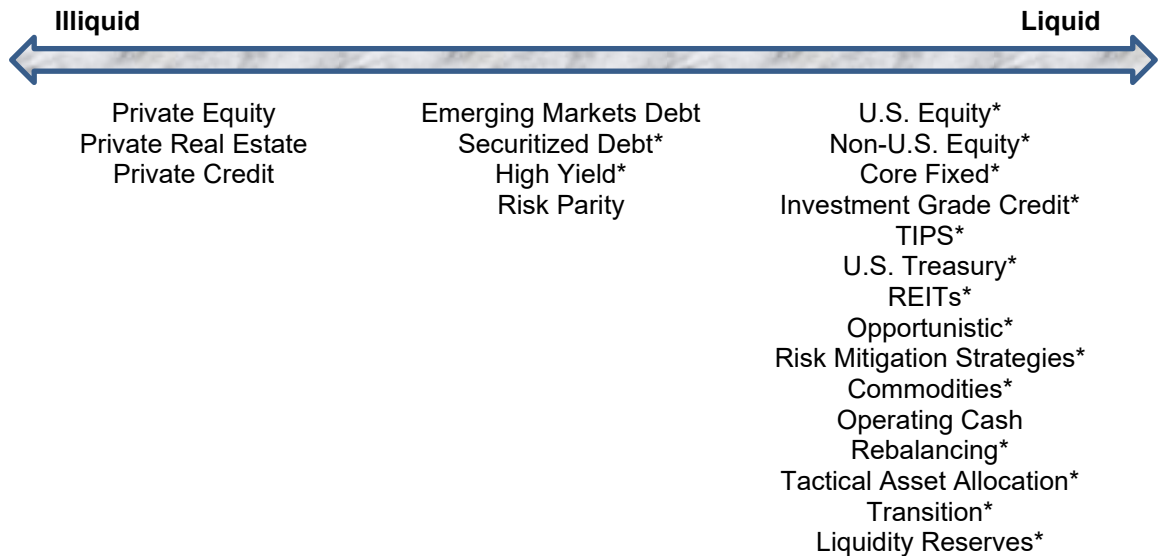 Illiquid
Liquid
Private Equity
Private Real Estate
Private Credit
Emerging Markets Debt
Securitized Debt*
High Yield*
Risk Parity
U.S. Equity*
Non-U.S. Equity*
Core Fixed*
Investment Grade Credit*
TIPS*
U.S. Treasury*
REITs*
Opportunistic*
Risk Mitigation Strategies*
Commodities*
Operating Cash
Rebalancing*
Tactical Asset Allocation*
Transition*
Liquidity Reserves*